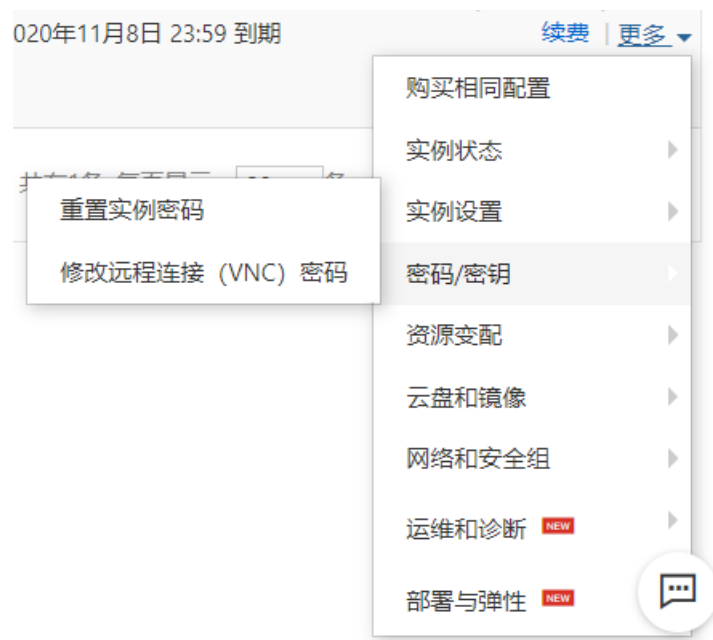 020年11月8日 23:59 到期 续费 更多
购买相同配置
实例状态
重置实例密码
实例设置
修改远程连接（VNC）密码
密码/密钥
资源变配
云盘和镜像
网络和安全组
运维和诊断 NEW
部署与弹性 NEW